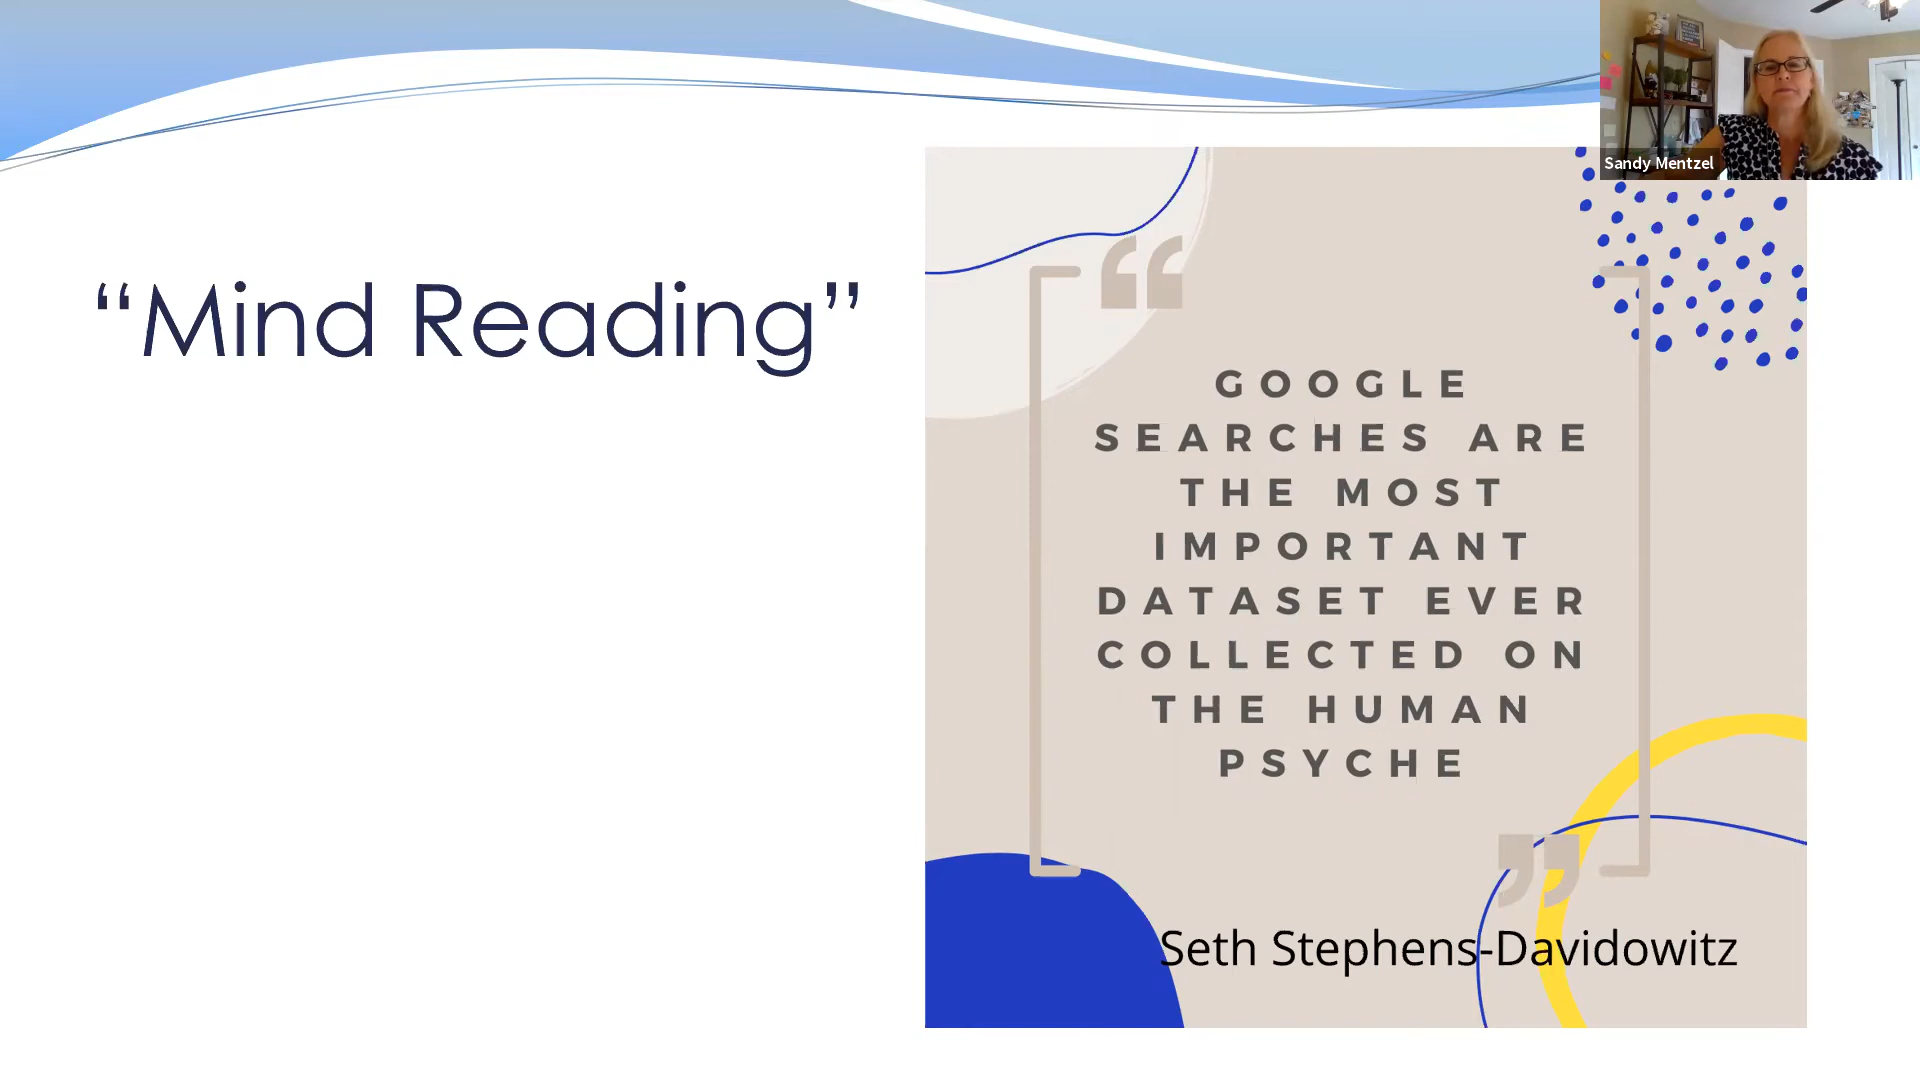 Sandy Mentzel
“Mind Reading”
“
GOOGLE
SEARCHES ARE
THE MOST
IMPORTANT
DATASET EVER
COLLECTED ON
THE HUMAN
PSYCHE
”
Seth Stephens-Davidowitz